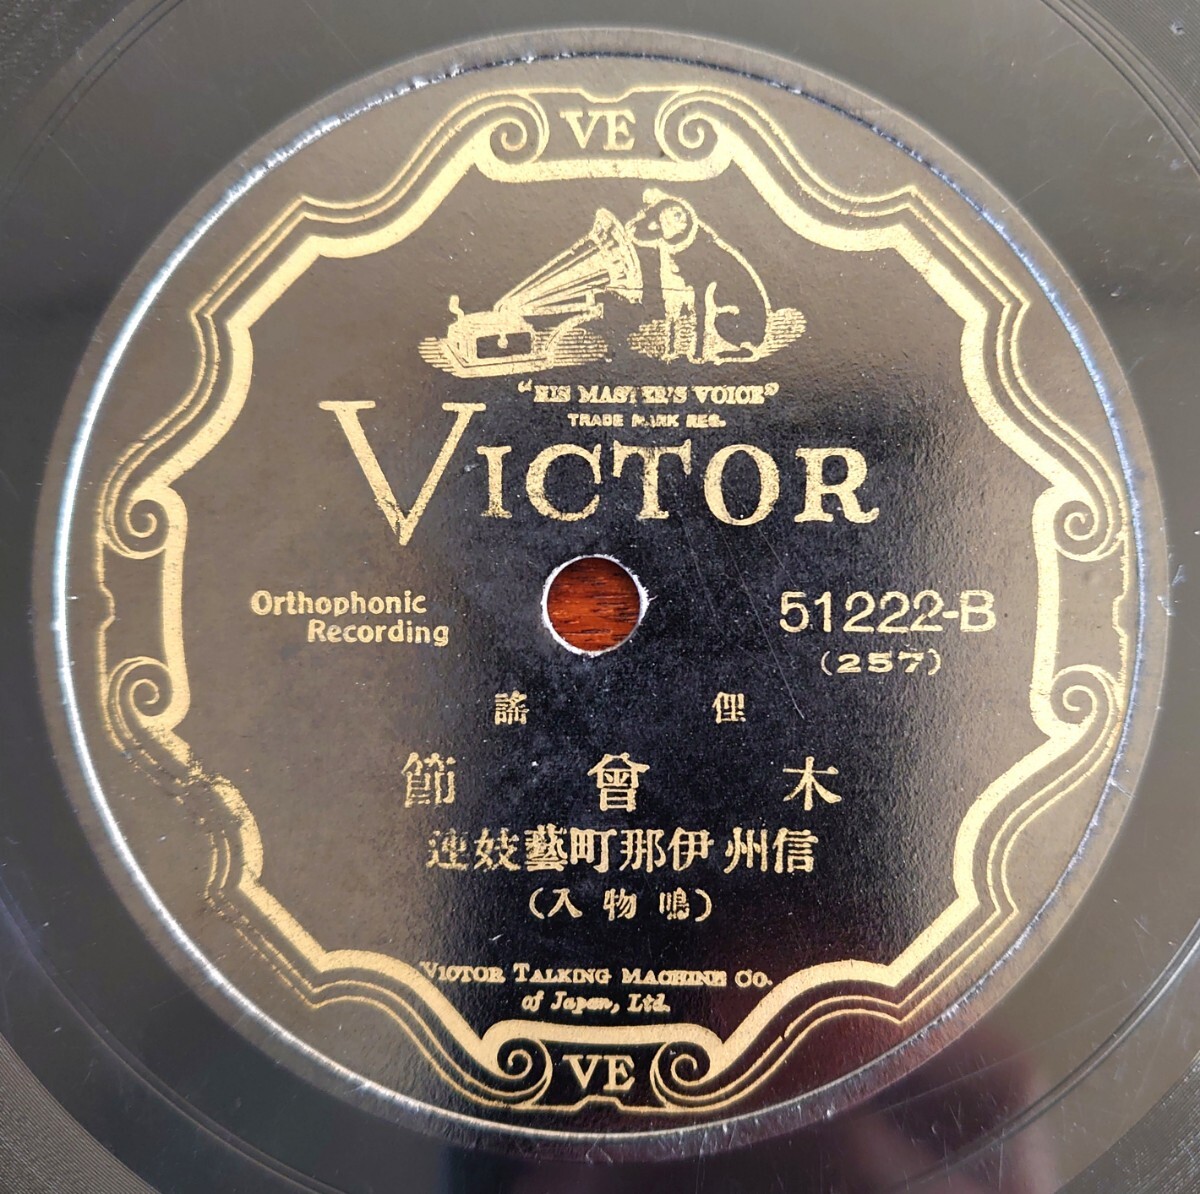 VE
"HIS MASTER'S VOICE"
TRADE MARK REG.
VICTOR
Orthophonic
Recording
51222-B
(257)
俚謠
木曾節
信州伊那町藝妓連
(鳴物入)
VICTOR TALKING MACHINE CO.
of Japan, Ltd.
VE